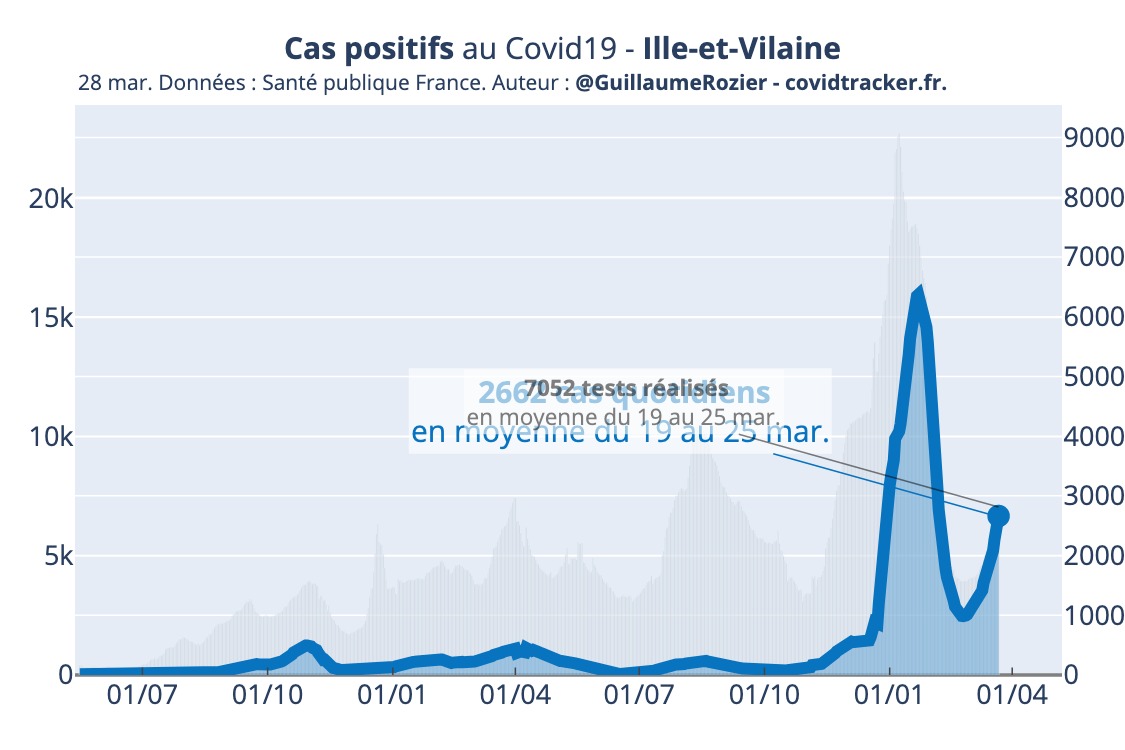 Cas positifs au Covid19 - Ille-et-Vilaine
28 mar. Données : Santé publique France. Auteur : @GuillaumeRozier - covidtracker.fr.
9000
20k
8000
7000
15k
6000
5000
7052 tests réalisés
2662 cas quotidiens
en moyenne du 19 au 25 mar.
en moyenne du 19 au 25 mar.
10k
4000
3000
5k
2000
1000
0
0
01/07 01/10 01/01 01/04 01/07 01/10 01/01 01/04